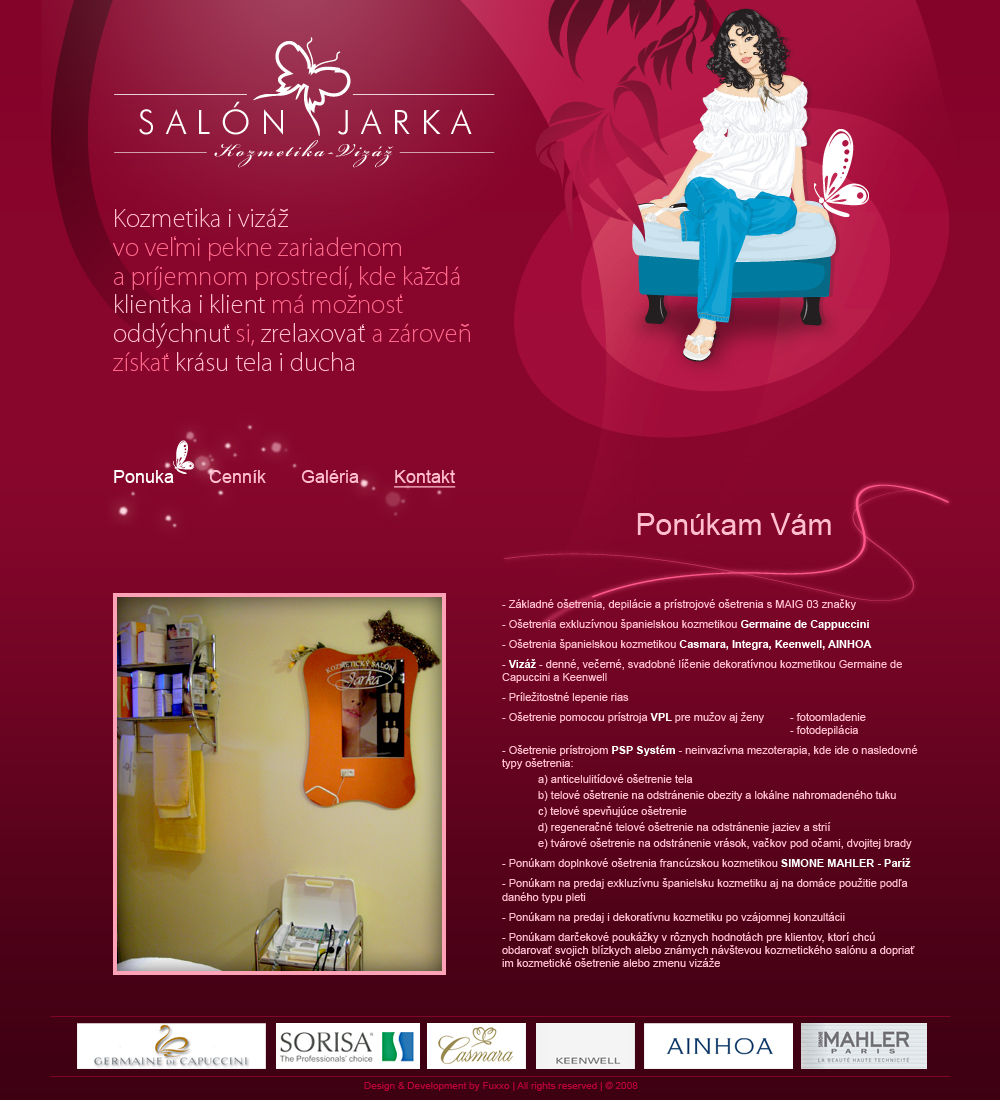 SALÓN JARKA
Kozmetika-Vizáž
Kozmetika i vizáž
vo veľmi pekne zariadenom
a príjemnom prostredí, kde každá
klientka i klient má možnosť
oddýchnuť si, zrelaxovať a zároveň
získať krásu tela i ducha
Ponuka Cenník Galéria Kontakt
Ponúkam Vám
- Základné ošetrenia, depilácie a prístrojové ošetrenia s MAIG 03 značky
- Ošetrenia exkluzívnou španielskou kozmetikou Germaine de Cappuccini
- Ošetrenia španielskou kozmetikou Casmara, Integra, Keenwell, AINHOA
- Vizáž - denné, večerné, svadobné líčenie dekoratívnou kozmetikou Germaine de
Capuccini a Keenwell
- Príležitostné lepenie rias
- Ošetrenie pomocou prístroja VPL pre mužov aj ženy - fotoomladenie
- fotodepilácia
- Ošetrenie prístrojom PSP Systém - neinvazívna mezoterapia, kde ide o nasledovné
typy ošetrenia:
a) anticelulitídové ošetrenie tela
b) telové ošetrenie na odstránenie obezity a lokálne nahromadeného tuku
c) telové spevňujúce ošetrenie
d) regeneračné telové ošetrenie na odstránenie jaziev a strií
e) tvárové ošetrenie na odstránenie vrások, vačkov pod očami, dvojitej brady
- Ponúkam doplnkové ošetrenia francúzskou kozmetikou SIMONE MAHLER - Paríž
- Ponúkam na predaj exkluzívnu španielsku kozmetiku aj na domáce použitie podľa
daného typu pleti
- Ponúkam na predaj i dekoratívnu kozmetiku po vzájomnej konzultácii
- Ponúkam darčekové poukážky v rôznych hodnotách pre klientov, ktorí chcú
obdarovať svojich blízkych alebo známych návštevou kozmetického salónu a dopriať
im kozmetické ošetrenie alebo zmenu vizáže
KOZMETICKÝ SALÓN
Jarka
GERMAINE DE CAPUCCINI
SORISA
The Professionals' choice
Casmara
KEENWELL
AINHOA
SIMONE MAHLER
PARIS
LA BEAUTÉ HAUTE TECHNICITÉ
Design & Development by Fuxxo | All rights reserved | © 2008